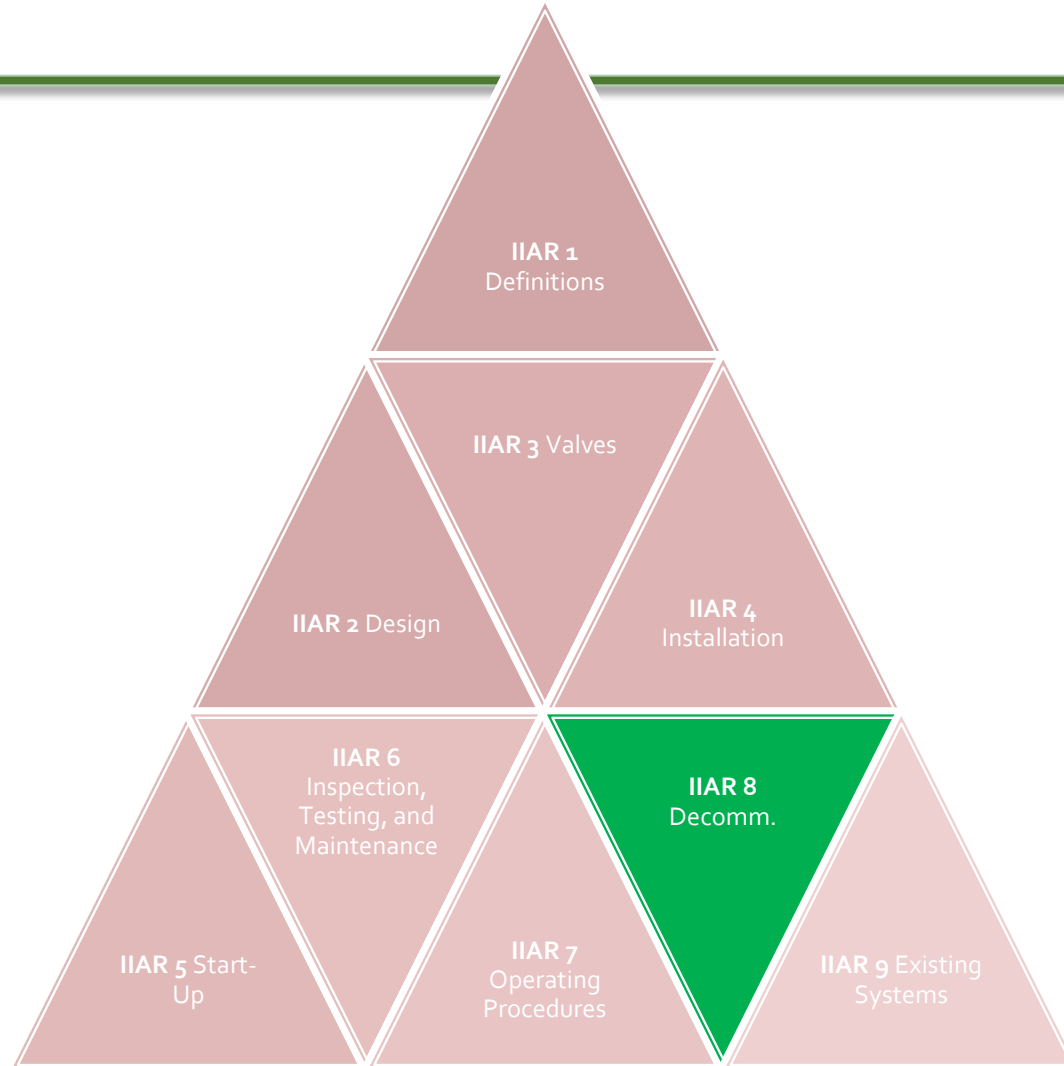 IIAR 1
Definitions
IIAR 3 Valves
IIAR 2 Design
IIAR 4
Installation
IIAR 6
Inspection,
Testing, and
Maintenance
IIAR 8
Decomm.
IIAR 5 Start-
Up
IIAR 7
Operating
Procedures
IIAR 9 Existing
Systems